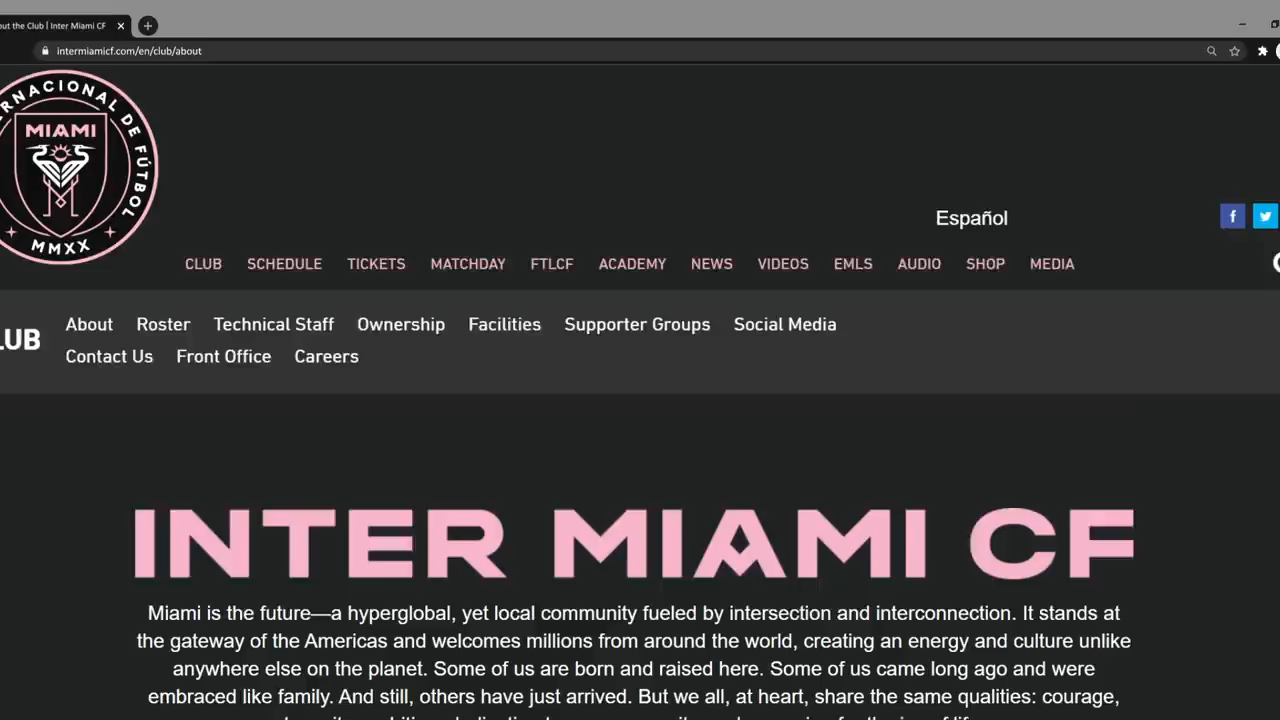 out the Club | Inter Miami CF
intermiamicf.com/en/club/about
RNACIONAL DE FÚTBOL
MIAMI
MMXX
Español
CLUB SCHEDULE TICKETS MATCHDAY FTLCF ACADEMY NEWS VIDEOS EMLS AUDIO SHOP MEDIA
LUB
About Roster Technical Staff Ownership Facilities Supporter Groups Social Media
Contact Us Front Office Careers
INTER MIAMI CF
Miami is the future—a hyperglobal, yet local community fueled by intersection and interconnection. It stands at
the gateway of the Americas and welcomes millions from around the world, creating an energy and culture unlike
anywhere else on the planet. Some of us are born and raised here. Some of us came long ago and were
embraced like family. And still, others have just arrived. But we all, at heart, share the same qualities: courage,